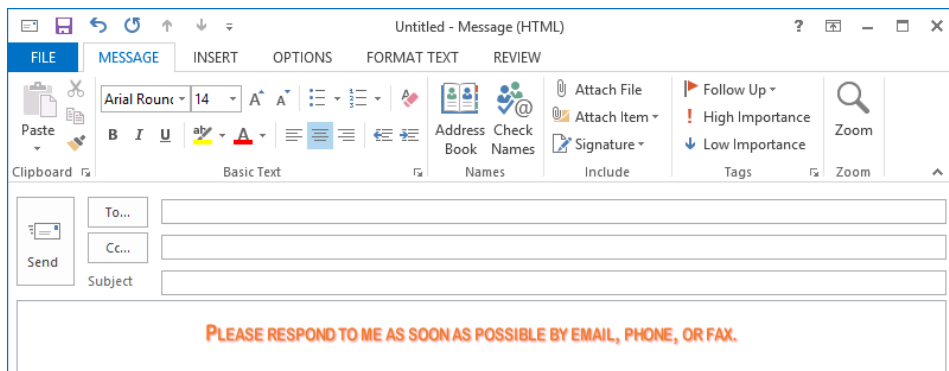 Untitled - Message (HTML) ?
FILE MESSAGE INSERT OPTIONS FORMAT TEXT REVIEW
Arial Rounc 14 A A Attach File Follow Up
Paste B I U ab A Address Check Attach Item ! High Importance Zoom
Book Names Signature Low Importance
Clipboard Basic Text Names Include Tags Zoom
To...
Cc...
Send
Subject
PLEASE RESPOND TO ME AS SOON AS POSSIBLE BY EMAIL, PHONE, OR FAX.